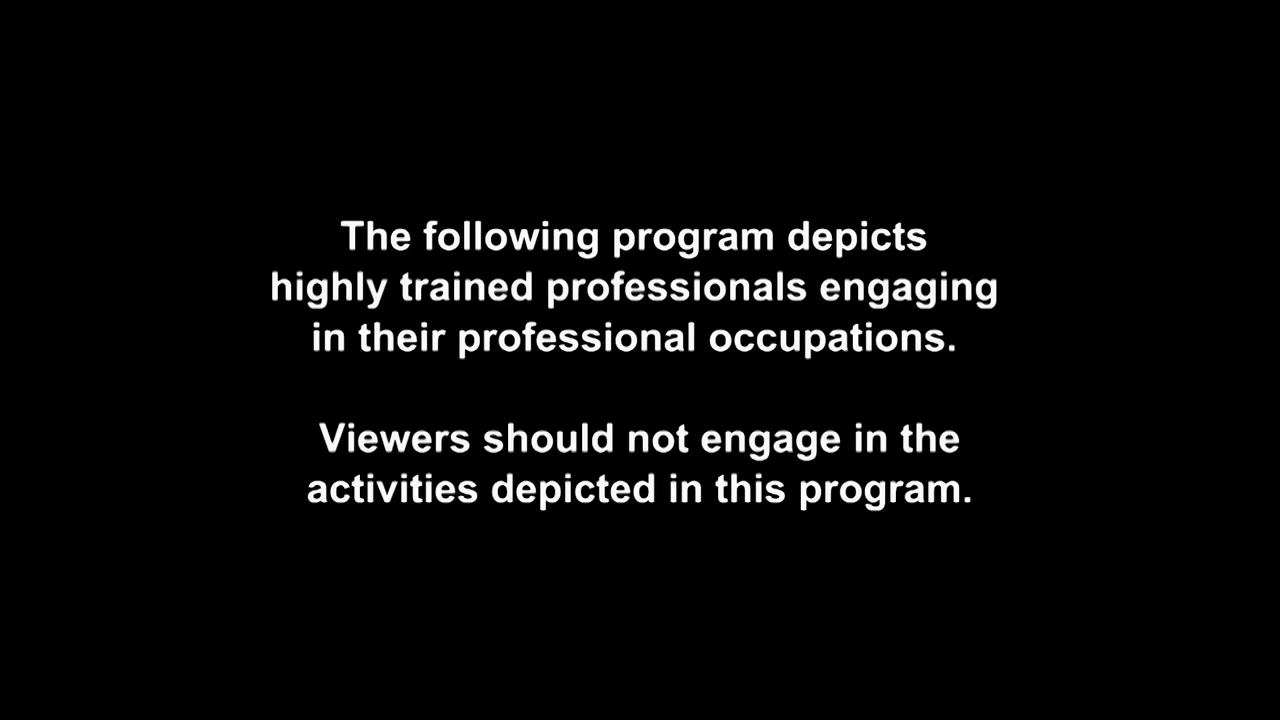 The following program depicts
highly trained professionals engaging
in their professional occupations.
Viewers should not engage in the
activities depicted in this program.